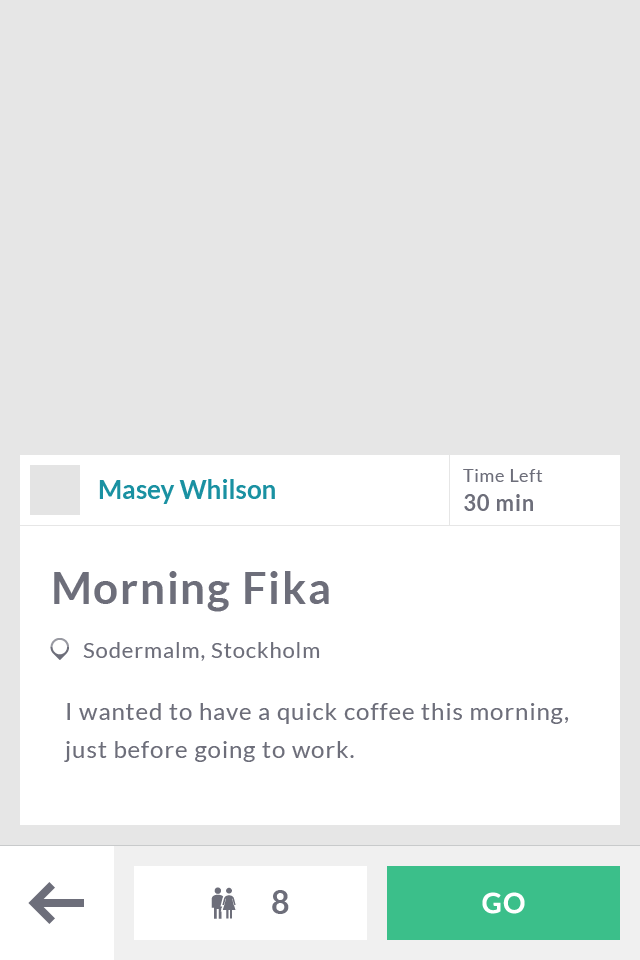 Masey Whilson
Time Left
30 min
Morning Fika
Sodermalm, Stockholm
I wanted to have a quick coffee this morning,
just before going to work.
8
GO